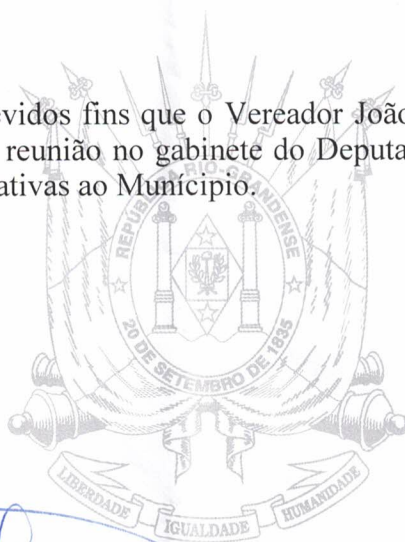 evidos fins que o Vereador João
reunião no gabinete do Deputa
ativas ao Munícipio.
REPÚBLICA RIO-GRANDENSE
20 DE SETEMBRO DE 1835
LIBERDADE
IGUALDADE
HUMANIDADE